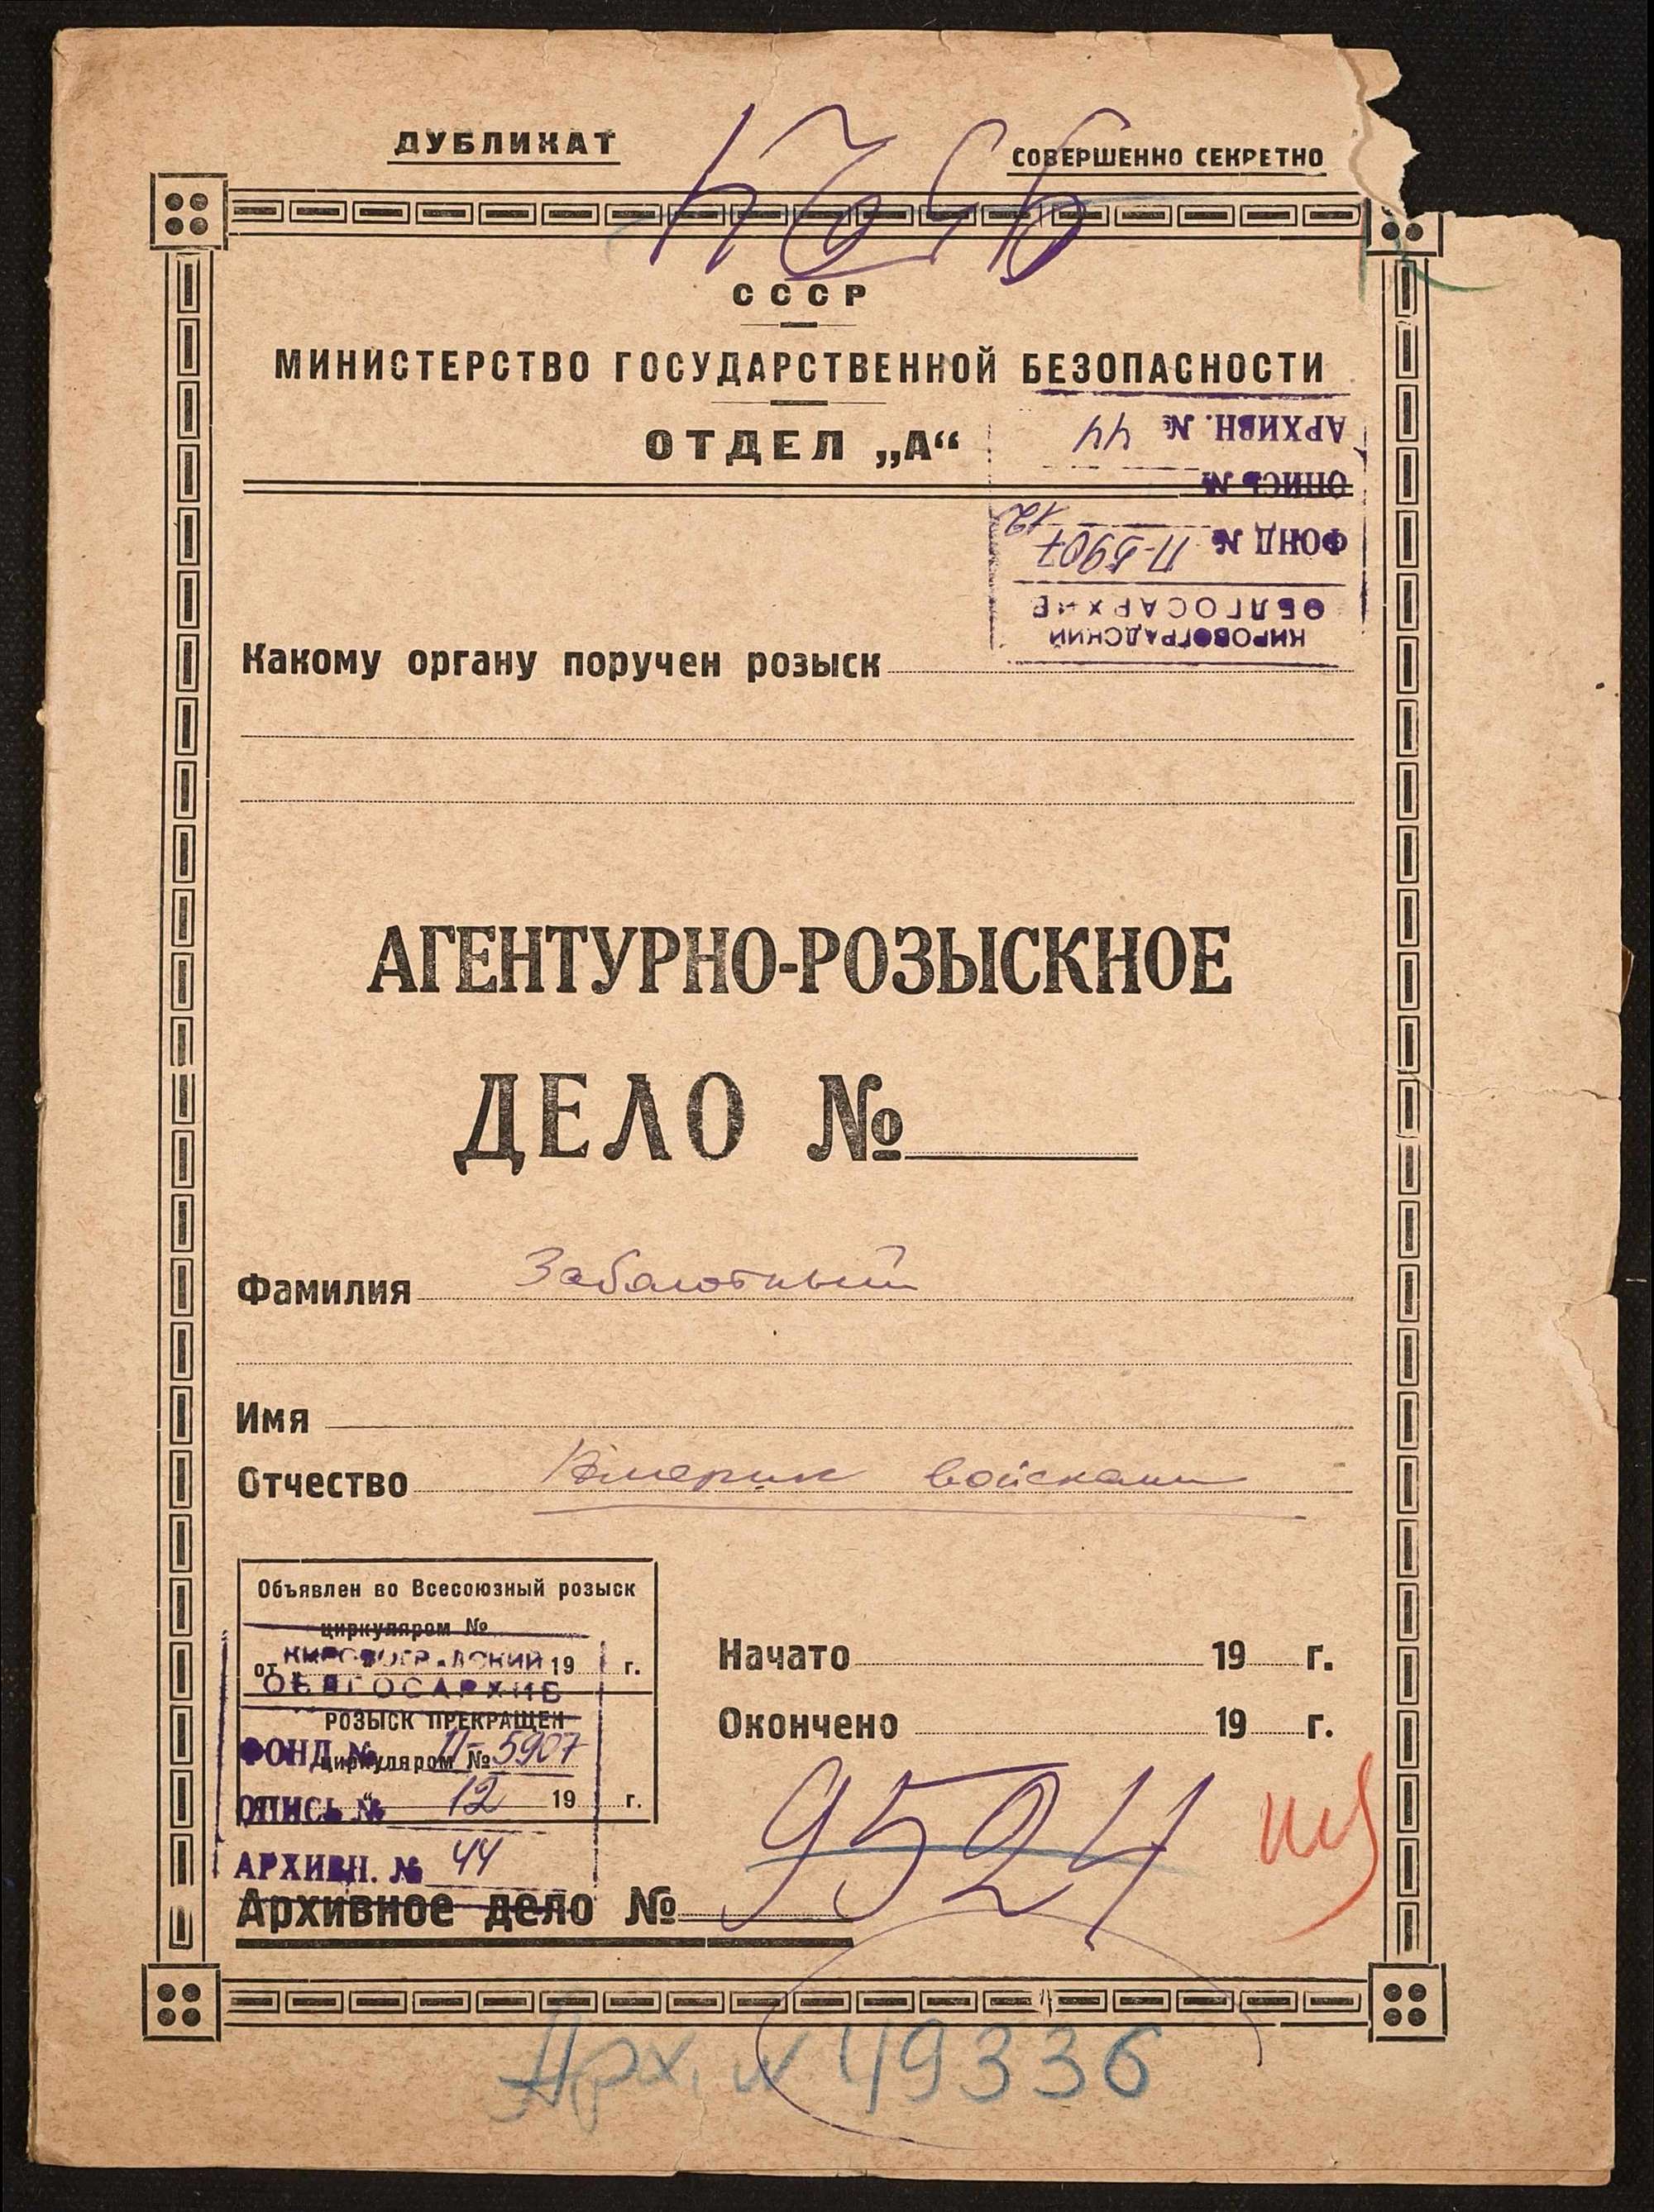 ДУБЛИКАТ
СОВЕРШЕННО СЕКРЕТНО
9524
СССР
МИНИСТЕРСТВО ГОСУДАРСТВЕННОЙ БЕЗОПАСНОСТИ
ОТДЕЛ „А“
КИРОВОГРАДСКИЙ
ОБЛГОСАРХИВ
ФОНД № П-5907
ОПИСЬ № 12
АРХИВН. № 44
Какому органу поручен розыск
АГЕНТУРНО-РОЗЫСКНОЕ
ДЕЛО №
Фамилия Заболотный
Имя
Отчество войсками
Объявлен во Всесоюзный розыск
циркуляром №
от 19 г.
РОЗЫСК ПРЕКРАЩЕН
циркуляром №
19 г.
КИРОВОГРАДСКИЙ
ОБЛГОСАРХИВ
ФОНД № П-5907
ОПИСЬ № 12
АРХИВН. № 44
Начато 19 г.
Окончено 19 г.
Архивное дело № 9524
Арх. № 49336